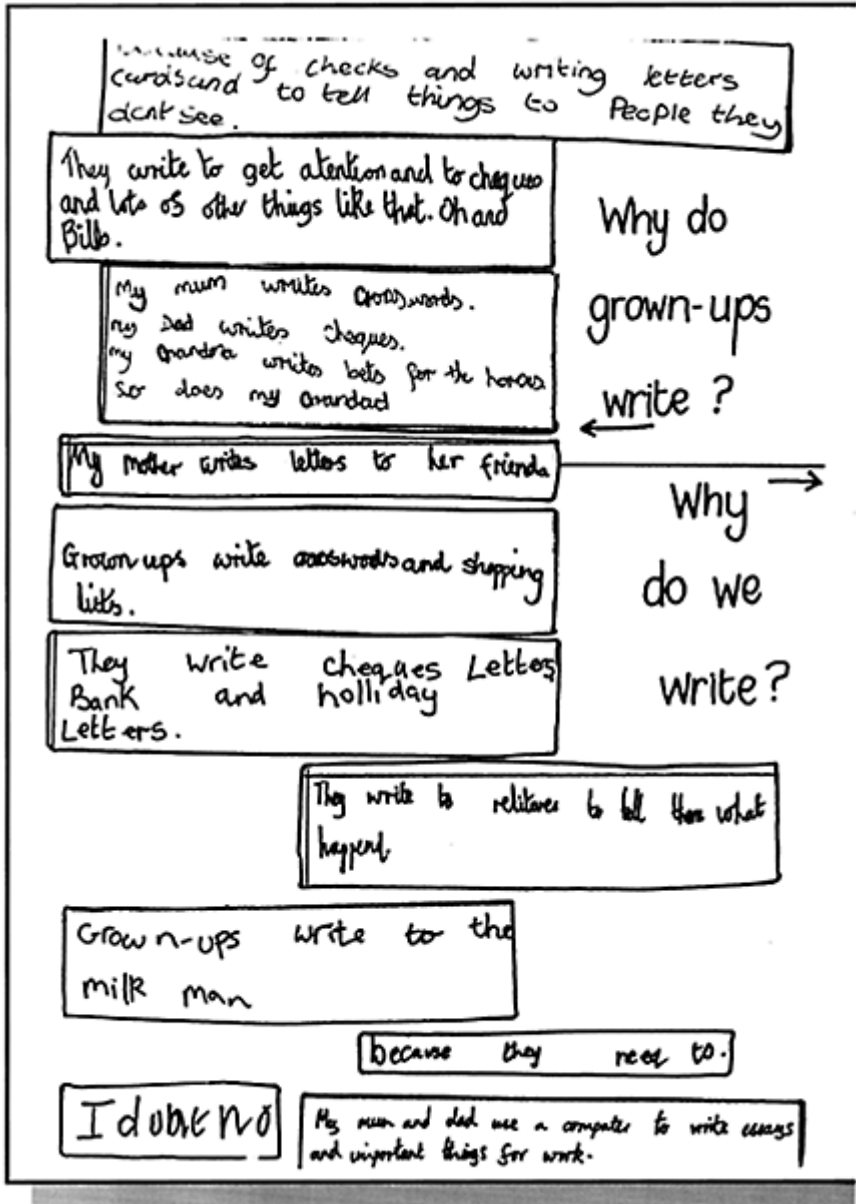 of checks and writing letters
cards and to tell things to People they
dont see.
They write to get atention and to cheques
and lots of other things like that. Oh and
Bills.
My mum writes crosswords.
my Dad writes cheques.
my Grandma writes bets for the horses
So does my Grandad
My mother writes letters to her friends
Grown ups write crosswords and shopping
lists.
They write cheques Letters
Bank and holliday
Letters.
They write to relitaves to tell them what
happend.
Grown-ups write to the
milk man
because they need to.
I dont no
My mum and dad use a computer to write essays
and important things for work.
Why do
grown-ups
write ?
Why
do we
write?